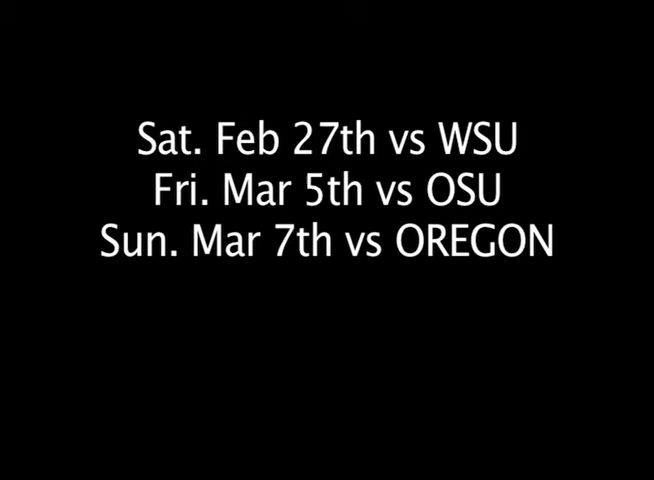 Sat. Feb 27th vs WSU
Fri. Mar 5th vs OSU
Sun. Mar 7th vs OREGON